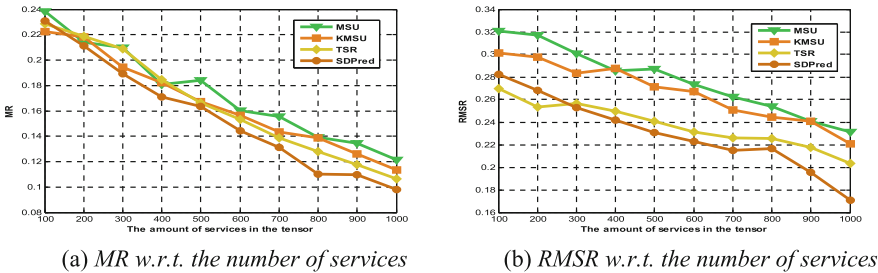 0.24
0.22
0.2
0.18
0.16
0.14
0.12
0.1
0.08
MR
100 200 300 400 500 600 700 800 900 1000
The amount of services in the tensor
MSU
KMSU
TSR
SDPred
(a) MR w.r.t. the number of services
0.34
0.32
0.3
0.28
0.26
0.24
0.22
0.2
0.18
0.16
RMSR
100 200 300 400 500 600 700 800 900 1000
The amount of services in the tensor
MSU
KMSU
TSR
SDPred
(b) RMSR w.r.t. the number of services